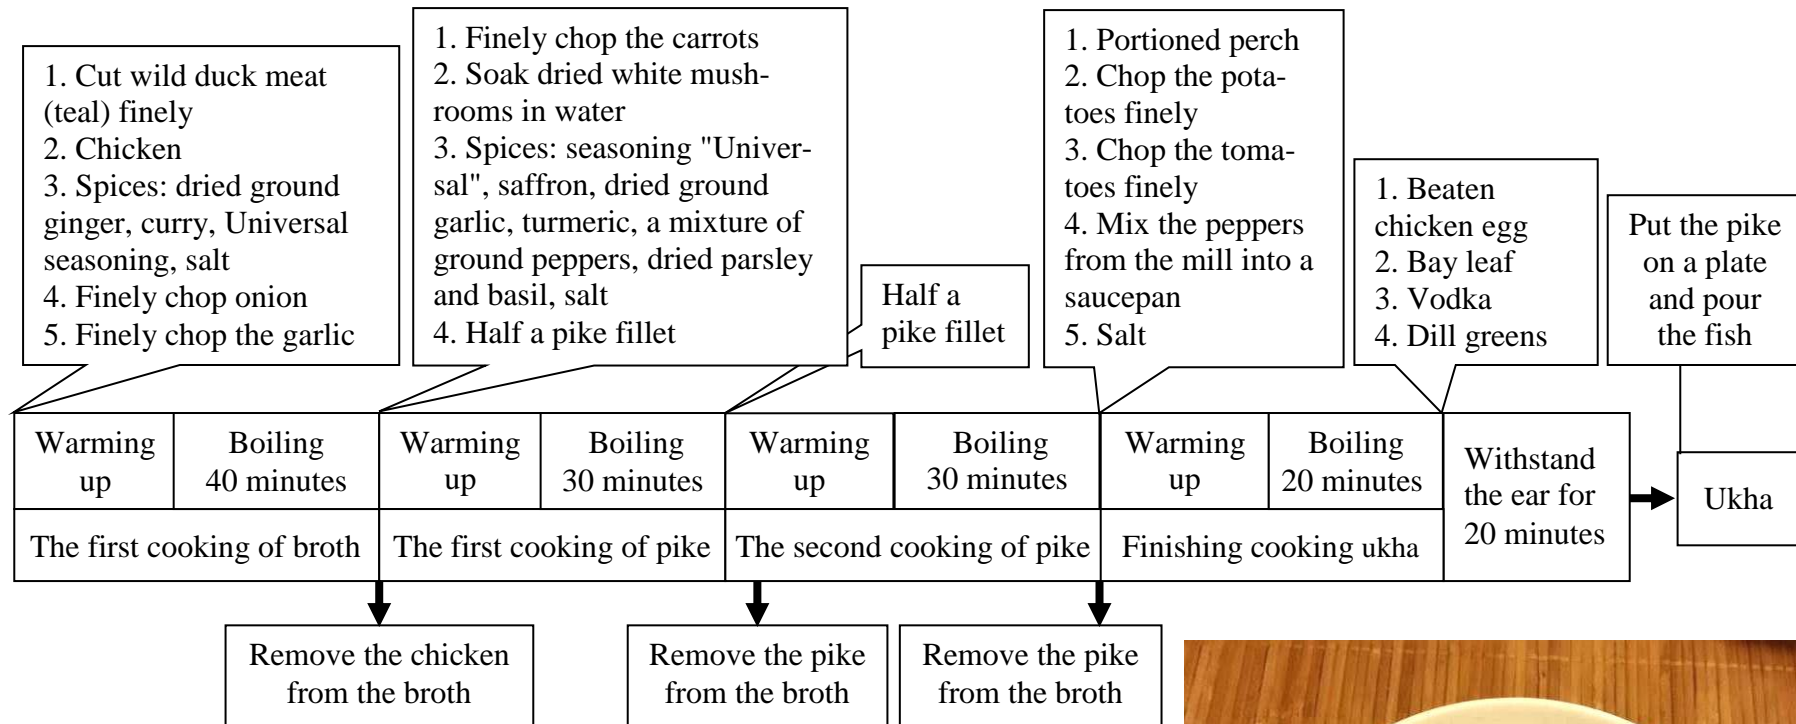 1. Cut wild duck meat
(teal) finely
2. Chicken
3. Spices: dried ground
ginger, curry, Universal
seasoning, salt
4. Finely chop onion
5. Finely chop the garlic
1. Finely chop the carrots
2. Soak dried white mush-
rooms in water
3. Spices: seasoning "Univer-
sal", saffron, dried ground
garlic, turmeric, a mixture of
ground peppers, dried parsley
and basil, salt
4. Half a pike fillet
Half a
pike fillet
1. Portioned perch
2. Chop the pota-
toes finely
3. Chop the toma-
toes finely
4. Mix the peppers
from the mill into a
saucepan
5. Salt
1. Beaten
chicken egg
2. Bay leaf
3. Vodka
4. Dill greens
Put the pike
on a plate
and pour
the fish
Warming
up
Boiling
40 minutes
Warming
up
Boiling
30 minutes
Warming
up
Boiling
30 minutes
Warming
up
Boiling
20 minutes
Withstand
the ear for
20 minutes
Ukha
The first cooking of broth
The first cooking of pike
The second cooking of pike
Finishing cooking ukha
Remove the chicken
from the broth
Remove the pike
from the broth
Remove the pike
from the broth